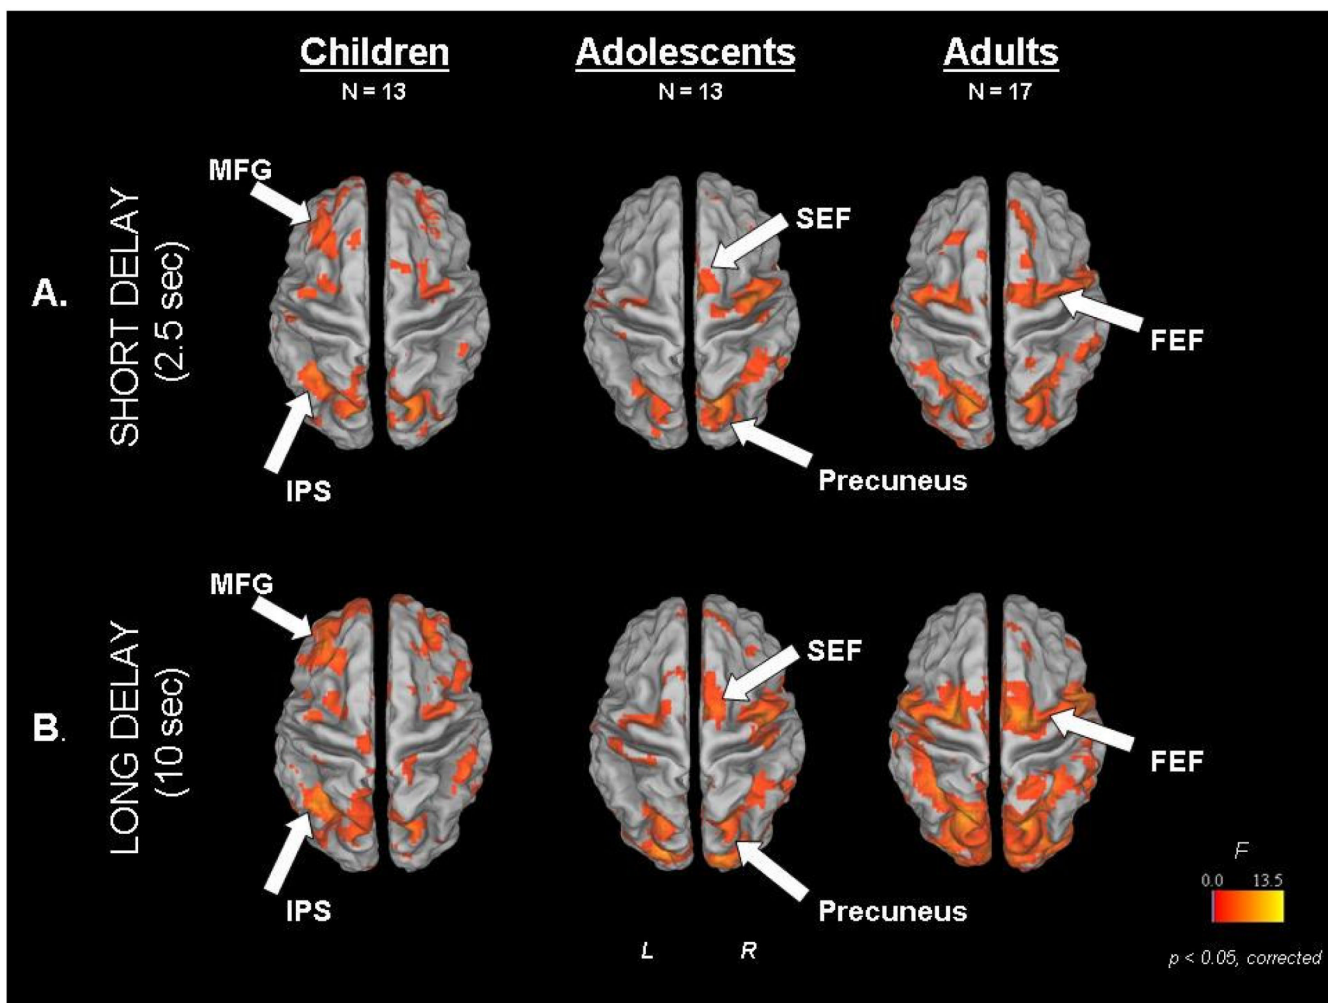 Children
N = 13
Adolescents
N = 13
Adults
N = 17
A.
SHORT DELAY
(2.5 sec)
MFG
IPS
SEF
Precuneus
FEF
B.
LONG DELAY
(10 sec)
MFG
IPS
SEF
Precuneus
FEF
L R
F
0.0 13.5
p < 0.05, corrected